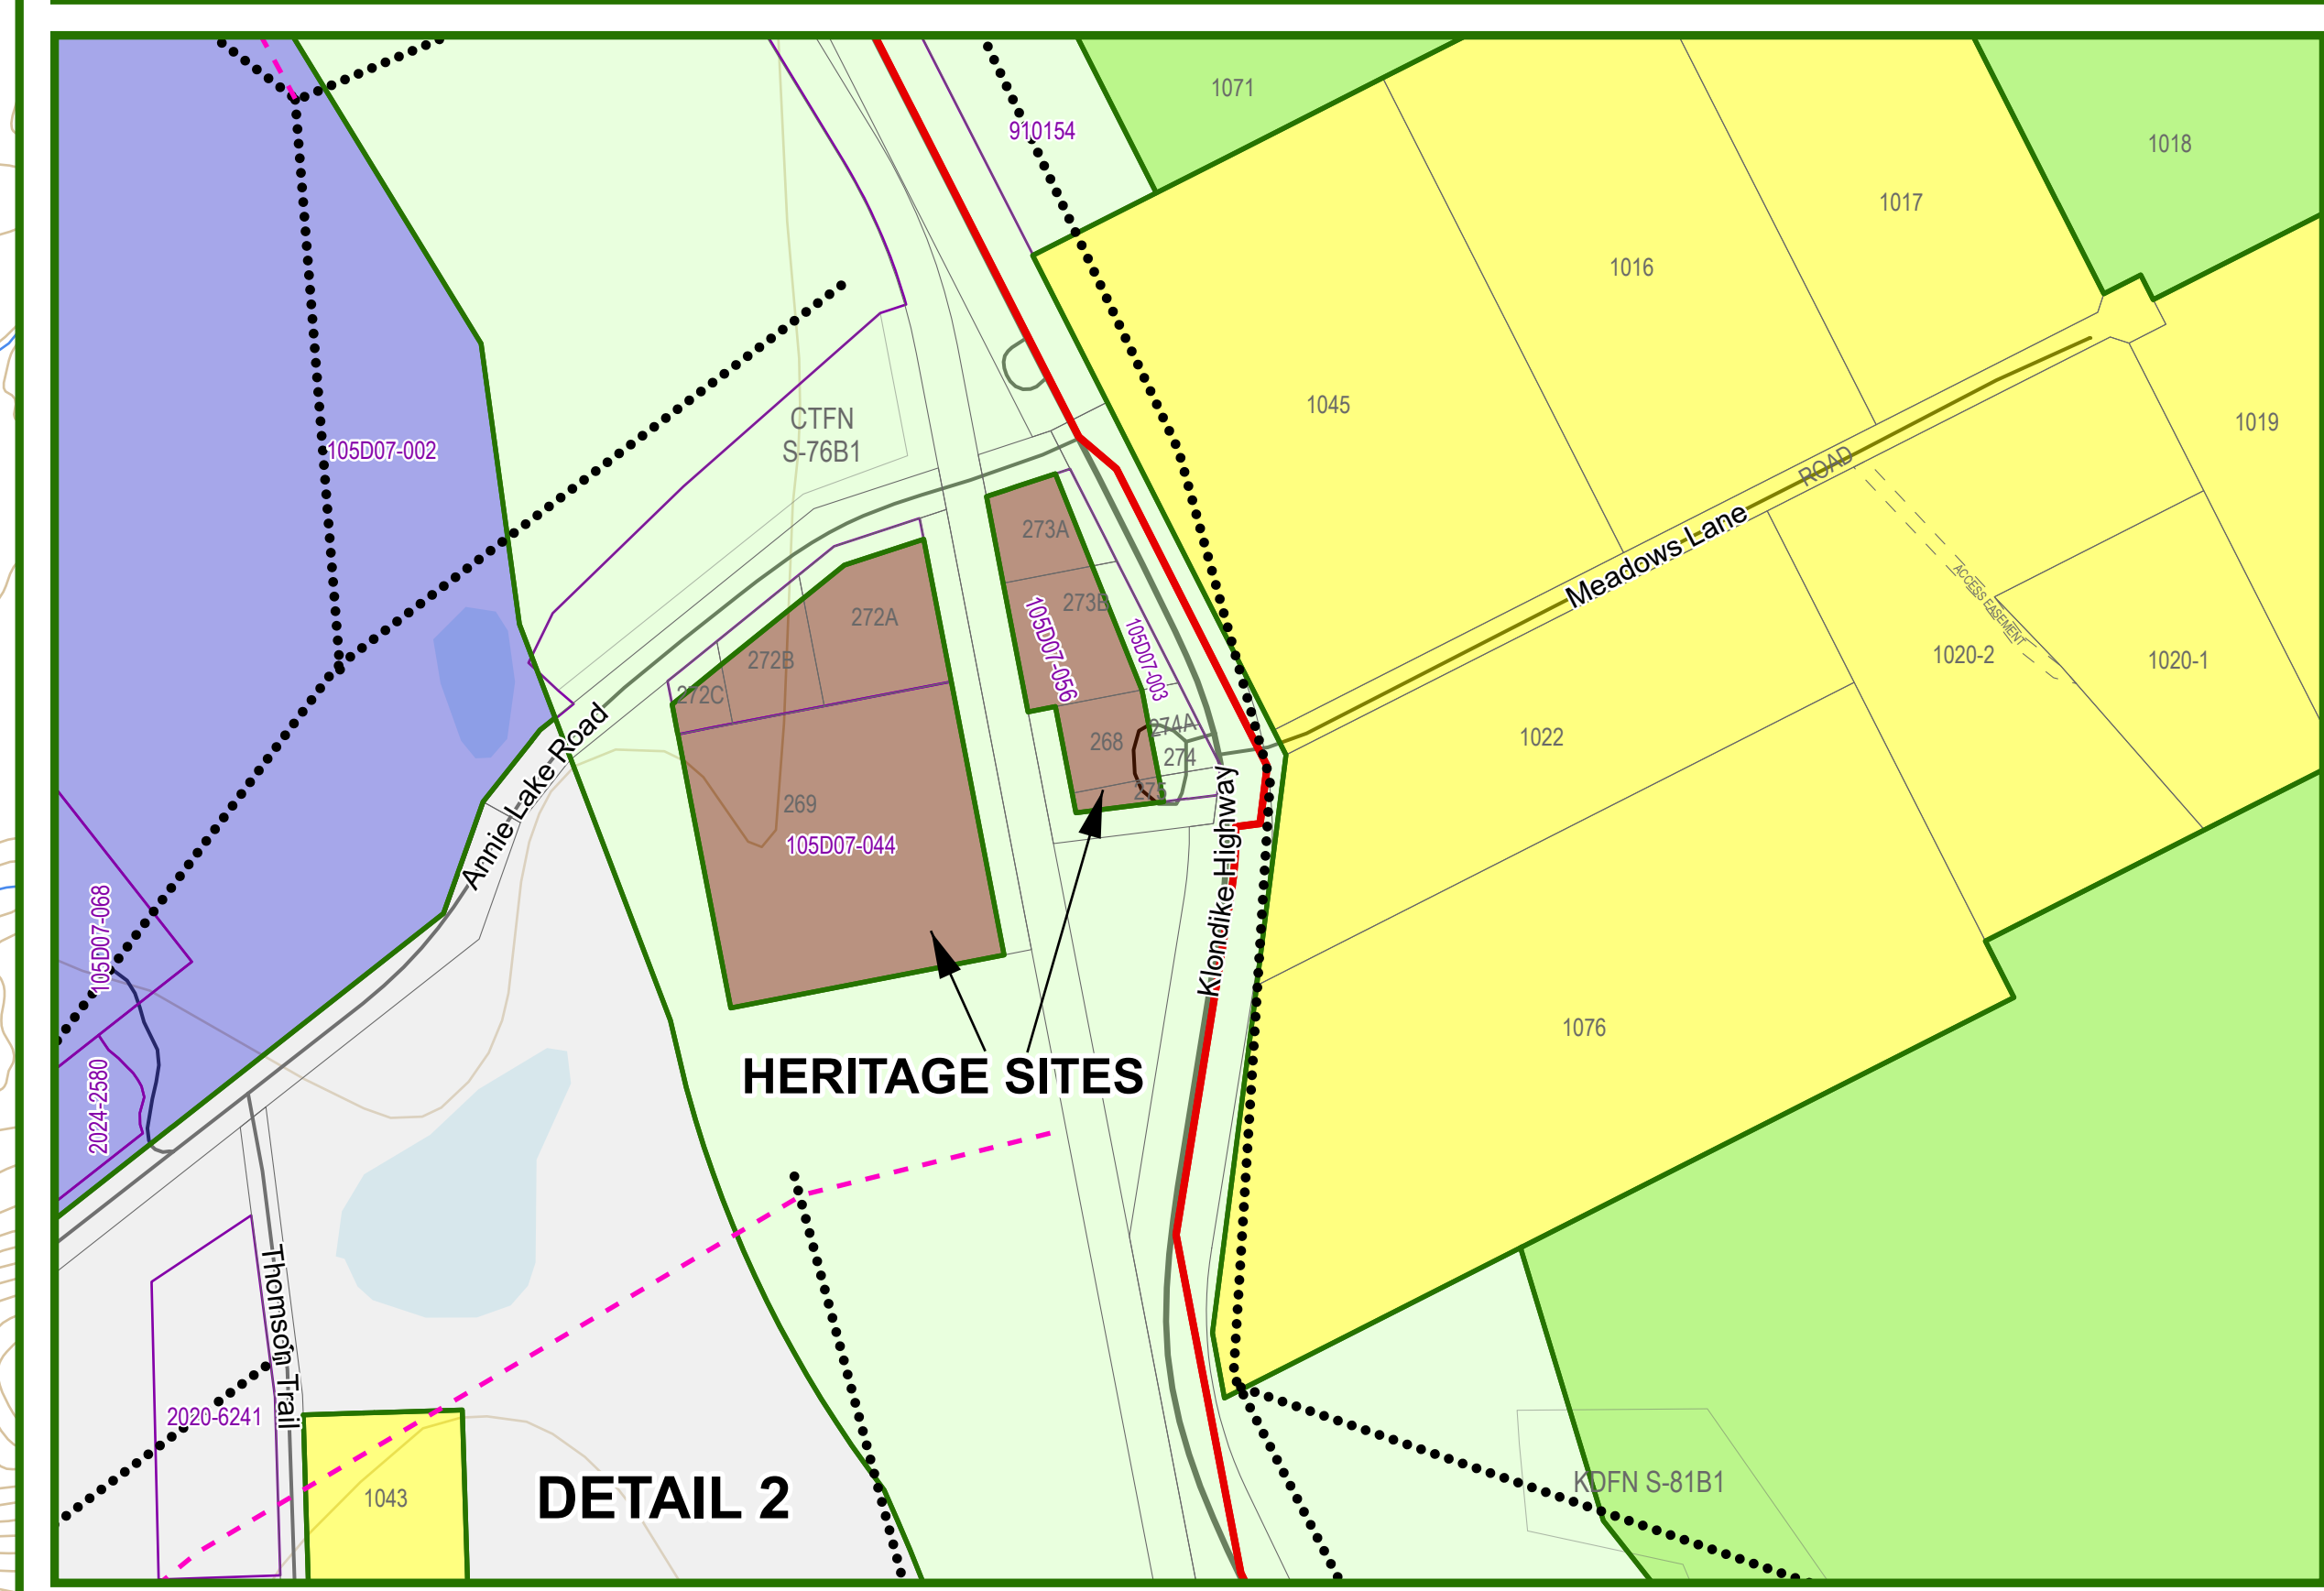 1071
1018
910154
1017
1016
1045
CTFN
S-76B1
105D07-002
1019
ROAD
Meadows Lane
273A
273B
272A
272B
272C
105D07-056
105D07-003
ACCESS EASEMENT
1020-2
1020-1
274A
274
268
275
1022
Annie Lake Road
269
105D07-044
Klondike Highway
105D07-068
1076
HERITAGE SITES
2024-2580
Thomson Trail
2020-6241
1043
DETAIL 2
KDFN S-81B1